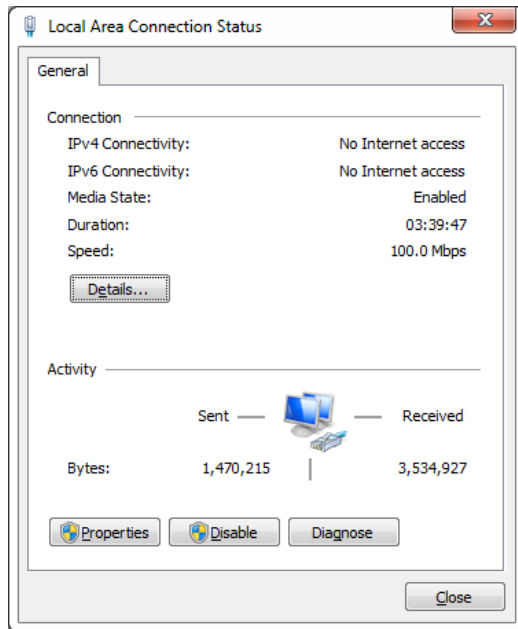 Local Area Connection Status
General
Connection
IPv4 Connectivity: No Internet access
IPv6 Connectivity: No Internet access
Media State: Enabled
Duration: 03:39:47
Speed: 100.0 Mbps
Details...
Activity
Sent Received
Bytes: 1,470,215 3,534,927
Properties Disable Diagnose
Close